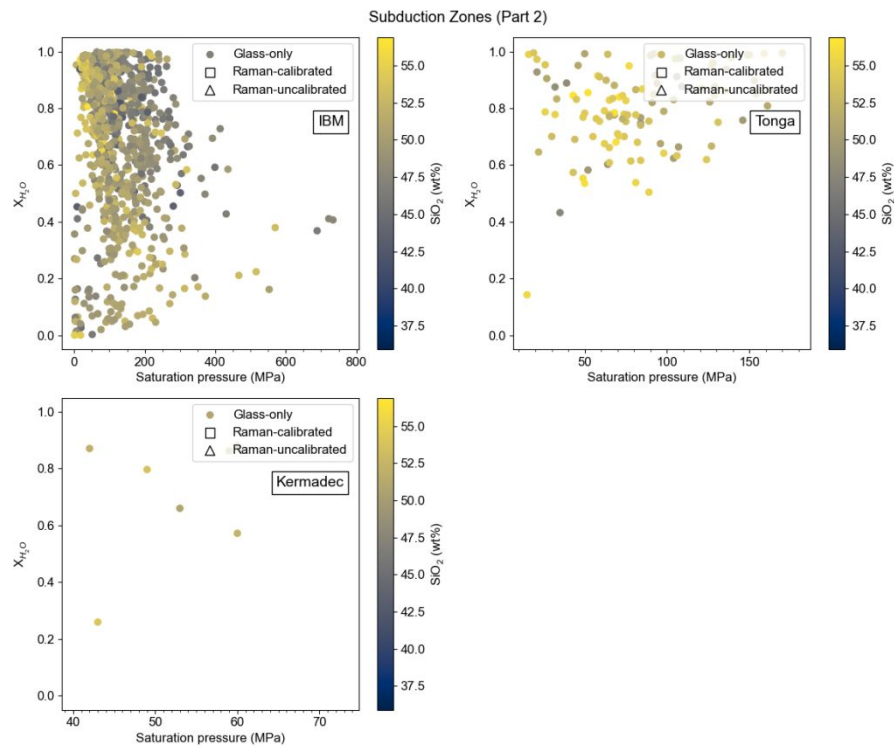 Subduction Zones (Part 2)
1.0
0.8
0.6
0.4
0.2
0.0
X_{H_2O}
Glass-only
Raman-calibrated
Raman-uncalibrated
IBM
0
200
400
600
800
Saturation pressure (MPa)
55.0
52.5
50.0
47.5
45.0
42.5
40.0
37.5
SiO₂ (wt%)
1.0
0.8
0.6
0.4
0.2
0.0
X_{H_2O}
Glass-only
Raman-calibrated
Raman-uncalibrated
Tonga
50
100
150
Saturation pressure (MPa)
55.0
52.5
50.0
47.5
45.0
42.5
40.0
37.5
SiO₂ (wt%)
1.0
0.8
0.6
0.4
0.2
0.0
X_{H_2O}
Glass-only
Raman-calibrated
Raman-uncalibrated
Kermadec
40
50
60
70
Saturation pressure (MPa)
55.0
52.5
50.0
47.5
45.0
42.5
40.0
37.5
SiO₂ (wt%)